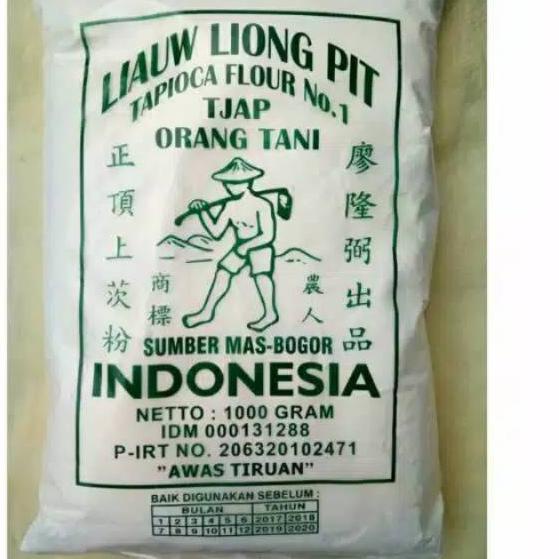 LIAUW LIONG PIT
TAPIOCA FLOUR No.1
TJAP
ORANG TANI
正頂上茨粉
廖隆弼出品
商標
農人
SUMBER MAS-BOGOR
INDONESIA
NETTO : 1000 GRAM
IDM 000131288
P-IRT NO. 206320102471
"AWAS TIRUAN"
BAIK DIGUNAKAN SEBELUM :
BULAN TAHUN
1 2 3 4 5 6 2017 2018
7 8 9 10 11 12 2019 2020